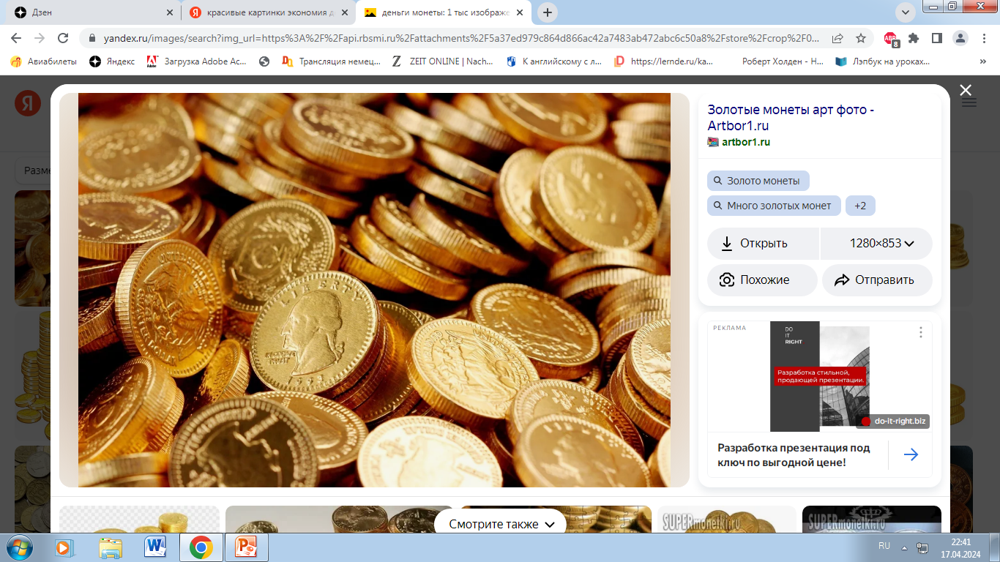 Дзен
красивые картинки экономия д
деньги монеты: 1 тыс изображе
yandex.ru/images/search?img_url=https%3A%2F%2Fapi.rbsmi.ru%2Fattachments%2F5a37ed979c864d866ac42a7483ab472abc6c50a8%2Fstore%2Fcrop%2F0...
ABP
8
Авиабилеты
Яндекс
Загрузка Adobe Ac...
Трансляция немец...
ZEIT ONLINE | Nach...
К английскому с л...
https://lernde.ru/ka...
Роберт Холден - Н...
Лэпбук на уроках...
Я
Разме
LIBERTY
Золотые монеты арт фото -
Artbor1.ru
artbor1.ru
Золото монеты
Много золотых монет
+2
Открыть
1280×853
Похожие
Отправить
РЕКЛАМА
DO
IT
RIGHT
Разработка стильной,
продающей презентации.
do-it-right.biz
Разработка презентация под
ключ по выгодной цене!
SUPERmonetki.ru
SUPERmonetki.ru
Смотрите также
RU
22:41
17.04.2024